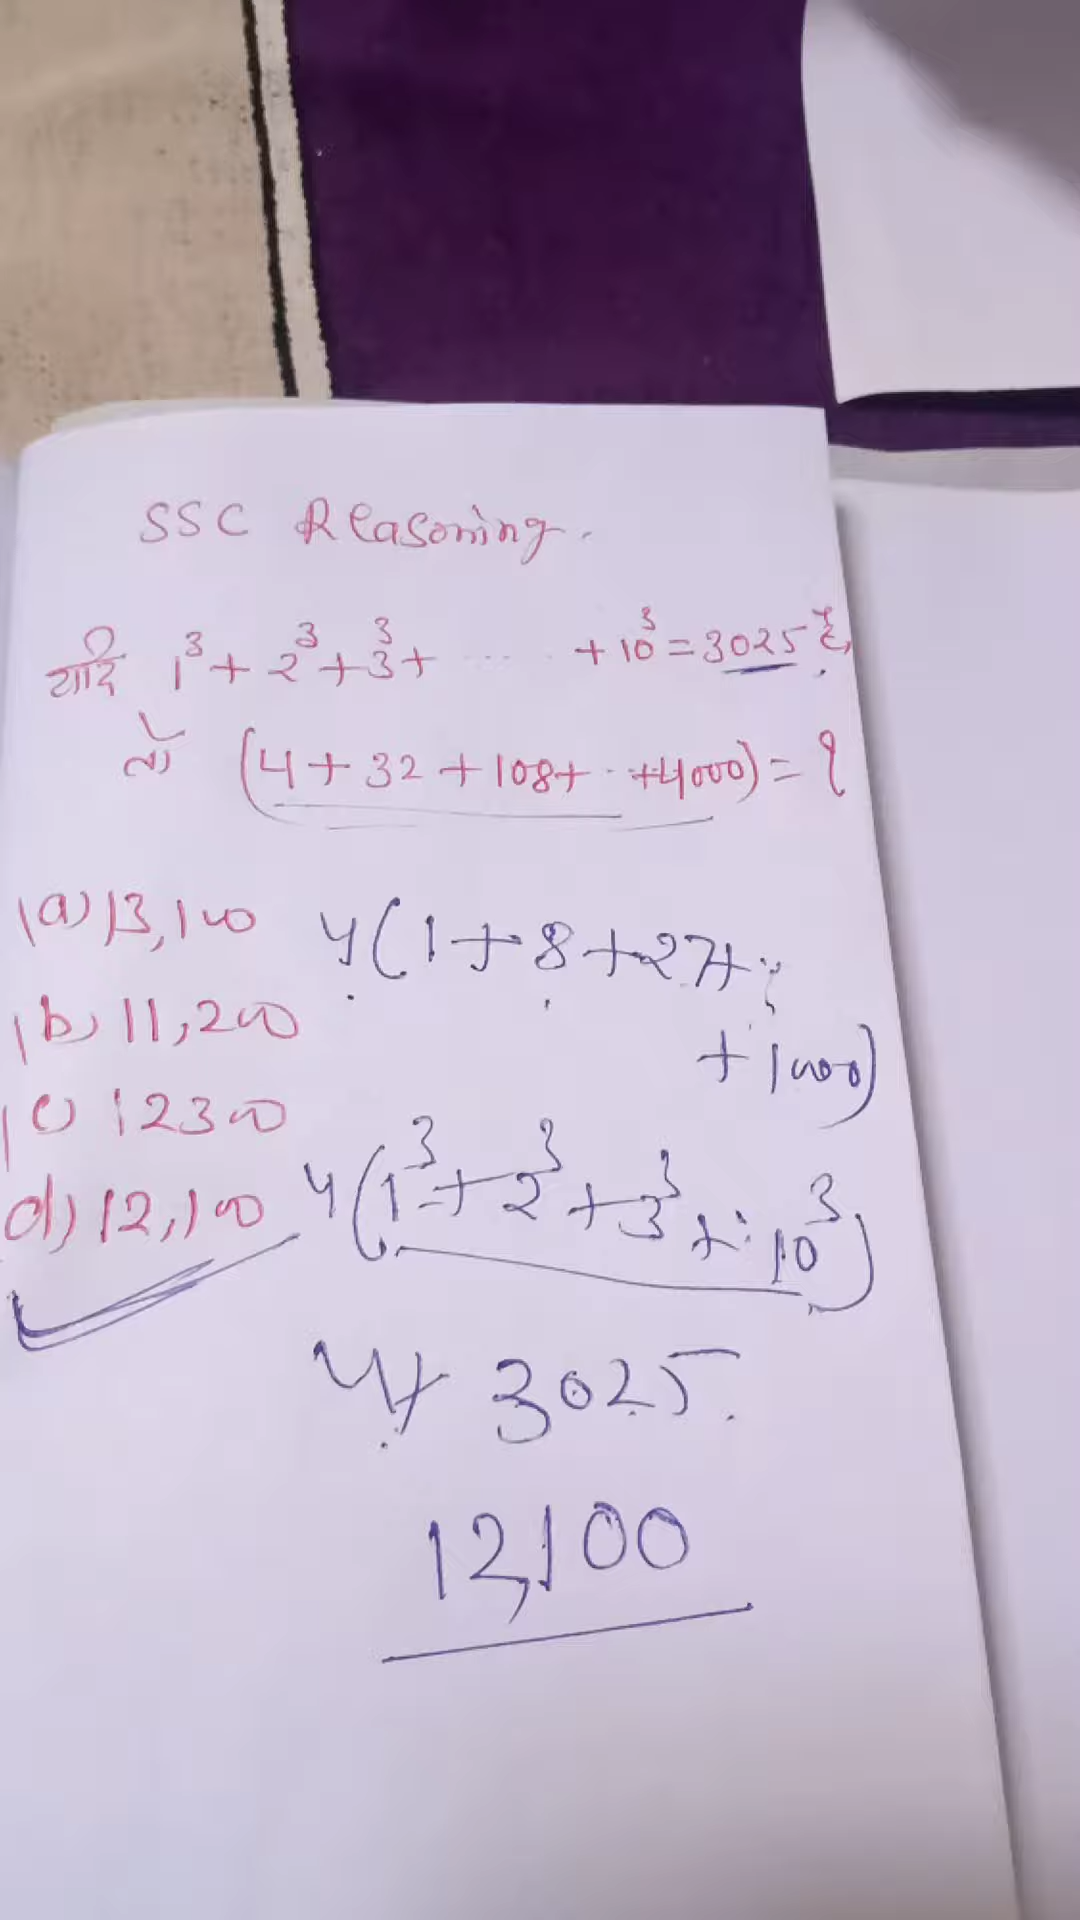 SSC Reasoning.
यदि 1³ + 2³ + 3³ + ...... + 10³ = 3025 है,
तो (4 + 32 + 108 + .. + 4000) = ?
(a) 13,100
4(1 + 8 + 27 + ..
(b) 11,200
+ 1000)
(c) 12300
(d) 12,100
4(1³ + 2³ + 3³ + .. 10³)
4 × 3025
12,100